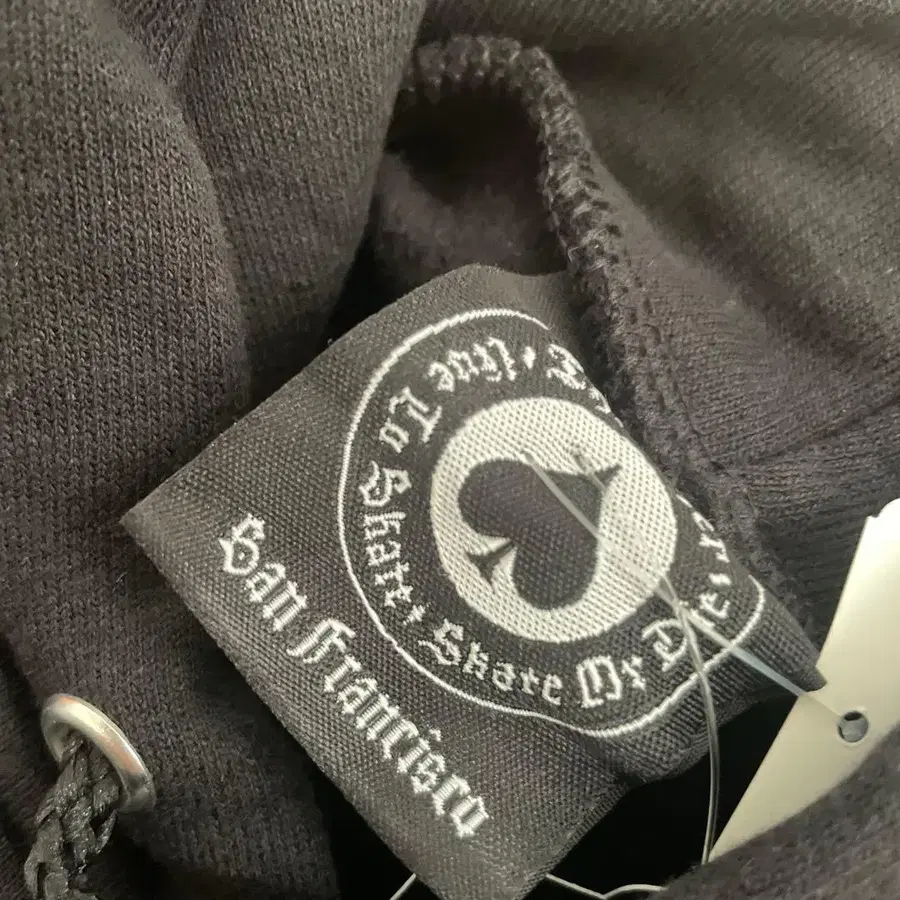 Live To Skate • Skate Or Die •
San Francisco